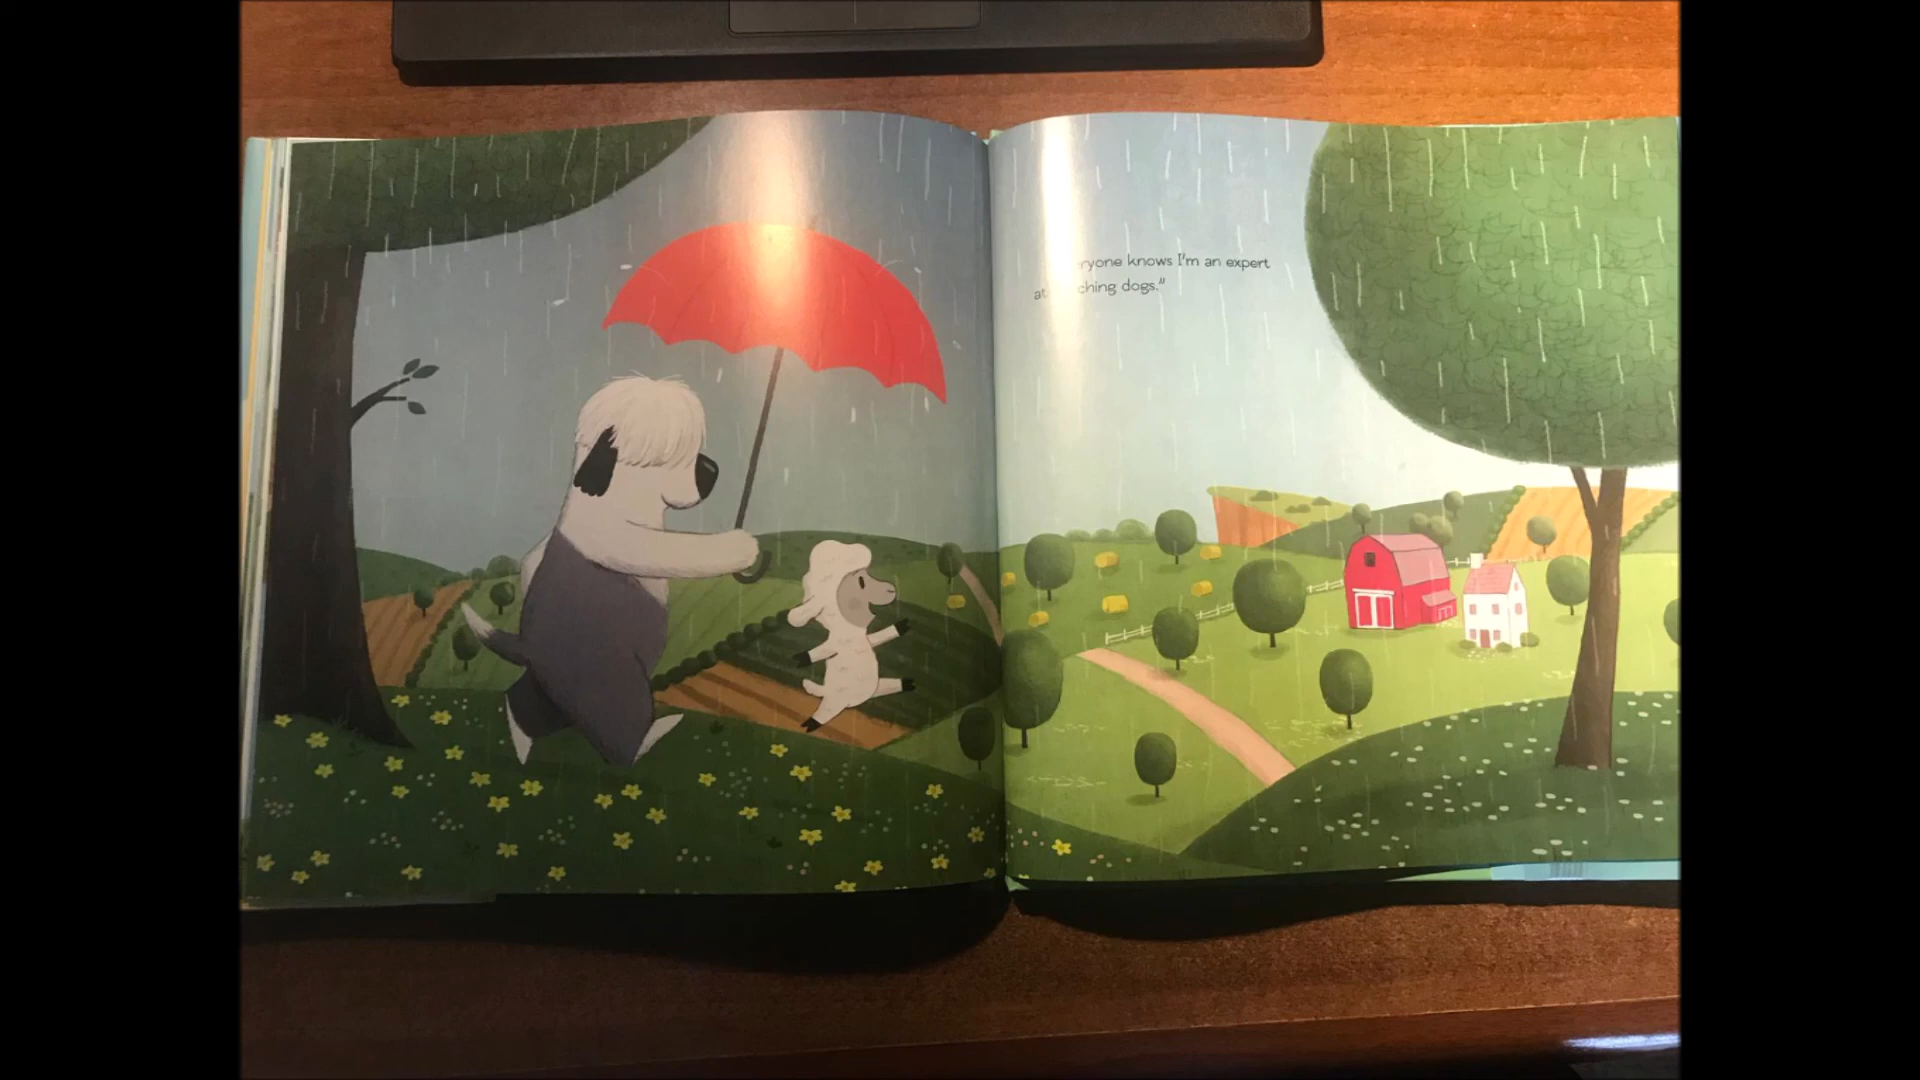 knows I'm an expert
at dogs."